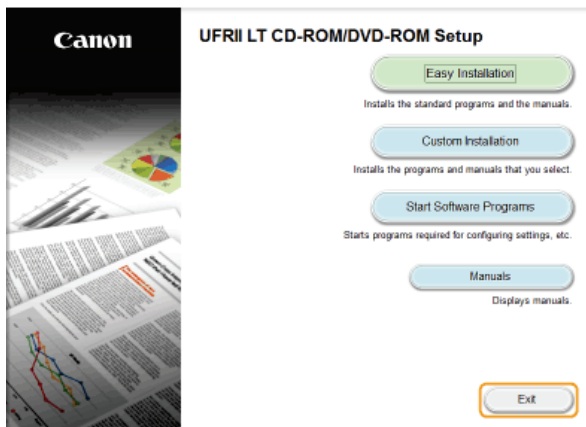 Canon
UFRII LT CD-ROM/DVD-ROM Setup
Easy Installation
Installs the standard programs and the manuals.
Custom Installation
Installs the programs and manuals that you select.
Start Software Programs
Starts programs required for configuring settings, etc.
Manuals
Displays manuals.
Exit